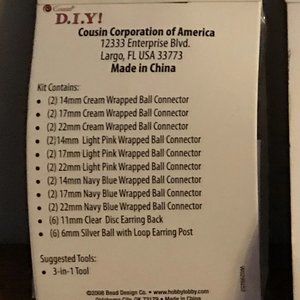 Cousin
D.I.Y!
Cousin Corporation of America
12333 Enterprise Blvd.
Largo, FL USA 33773
Made in China
Kit Contains:
• (2) 14mm Cream Wrapped Ball Connector
• (2) 17mm Cream Wrapped Ball Connector
• (2) 22mm Cream Wrapped Ball Connector
• (2)14mm Light Pink Wrapped Ball Connector
• (2) 17mm Light Pink Wrapped Ball Connector
• (2) 22mm Light Pink Wrapped Ball Connector
• (2) 14mm Navy Blue Wrapped Ball Connector
• (2) 17mm Navy Blue Wrapped Ball Connector
• (2) 22mm Navy Blue Wrapped Ball Connector
• (6) 11mm Clear Disc Earring Back
• (6) 6mm Silver Ball with Loop Earring Post
Suggested Tools:
• 3-in-1 Tool
©2008 Bead Design Co. • www.hobbylobby.com
Oklahoma City, OK 73179 • Made in China